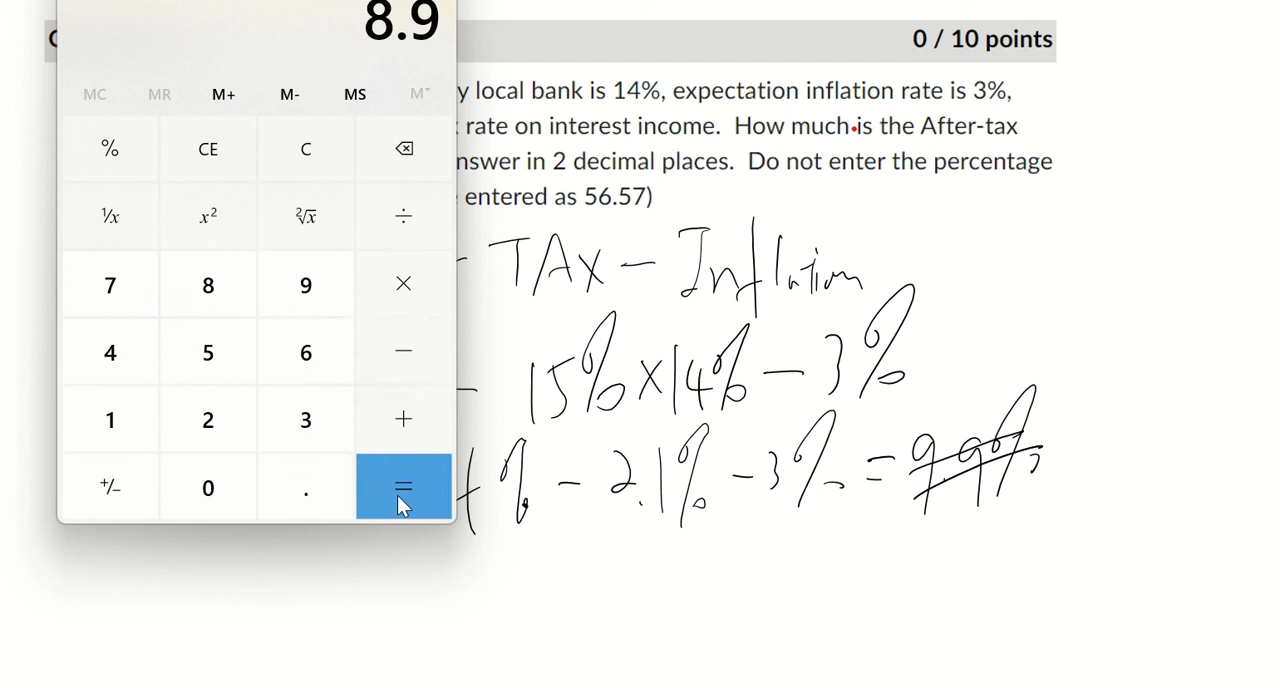 8.9
0 / 10 points
MC MR M+ M- MS M˅
y local bank is 14%, expectation inflation rate is 3%,
rate on interest income. How much is the After-tax
% CE C ⌫
nswer in 2 decimal places. Do not enter the percentage
entered as 56.57)
¹/x x² ²√x ÷
- TAX - Inflation
7 8 9 ×
4 5 6 −
- 15% x 14% - 3%
1 2 3 +
% - 2.1% - 3% = 9.9%
+/− 0 . =